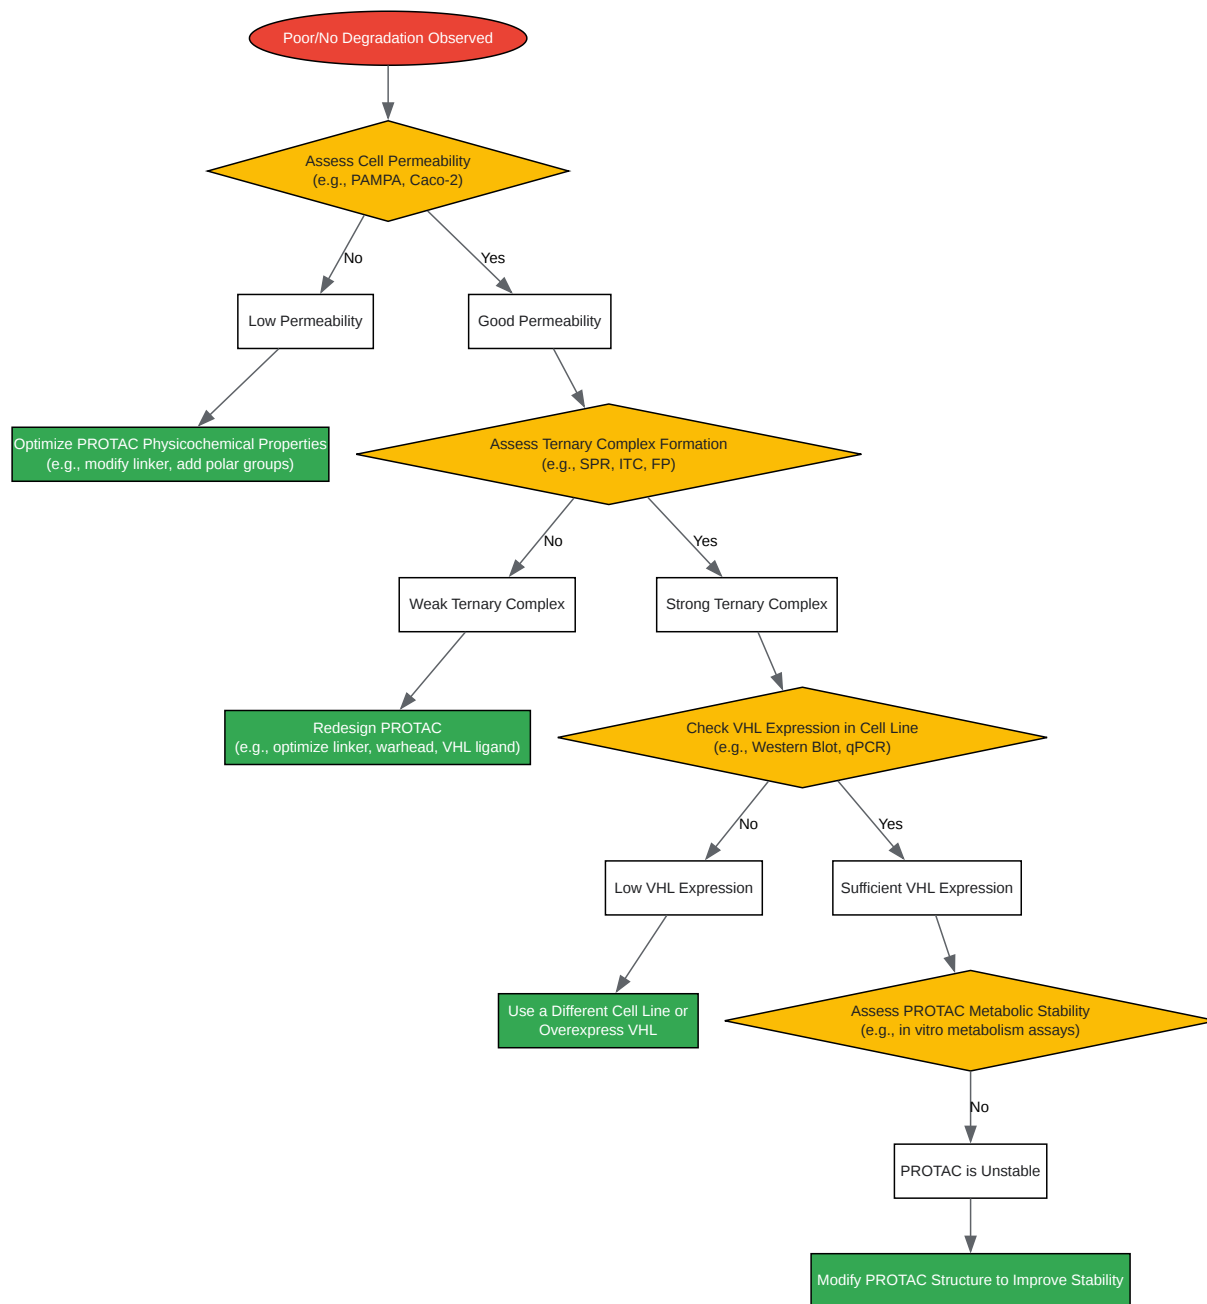 Poor/No Degradation Observed
Assess Cell Permeability
(e.g., PAMPA, Caco-2)
No
Yes
Low Permeability
Good Permeability
Optimize PROTAC Physicochemical Properties
(e.g., modify linker, add polar groups)
Assess Ternary Complex Formation
(e.g., SPR, ITC, FP)
No
Yes
Weak Ternary Complex
Strong Ternary Complex
Redesign PROTAC
(e.g., optimize linker, warhead, VHL ligand)
Check VHL Expression in Cell Line
(e.g., Western Blot, qPCR)
No
Yes
Low VHL Expression
Sufficient VHL Expression
Use a Different Cell Line or
Overexpress VHL
Assess PROTAC Metabolic Stability
(e.g., in vitro metabolism assays)
No
PROTAC is Unstable
Modify PROTAC Structure to Improve Stability